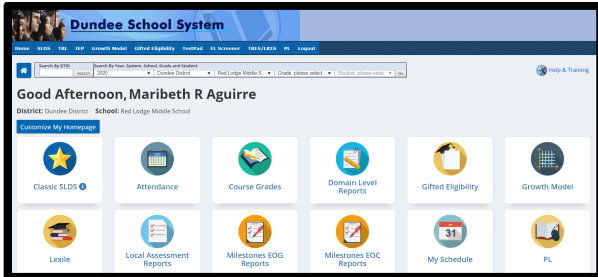 Dundee School System
Home SLDS TRL IEP Growth Model Gifted Eligibility TestPad EL Screener TKES/LKES PL Logout
Search By GTID Search By Year, System, School, Grade and Student
Search 2020 Dundee District Red Lodge Middle S.. Grade, please select Student, please selec Go
Help & Training
Good Afternoon, Maribeth R Aguirre
District: Dundee District School: Red Lodge Middle School
Customize My Homepage
Classic SLDS
Attendance
Course Grades
Domain Level
Reports
Gifted Eligibility
Growth Model
31
Lexile
Local Assessment
Reports
Milestones EOG
Reports
Milestones EOC
Reports
My Schedule
PL